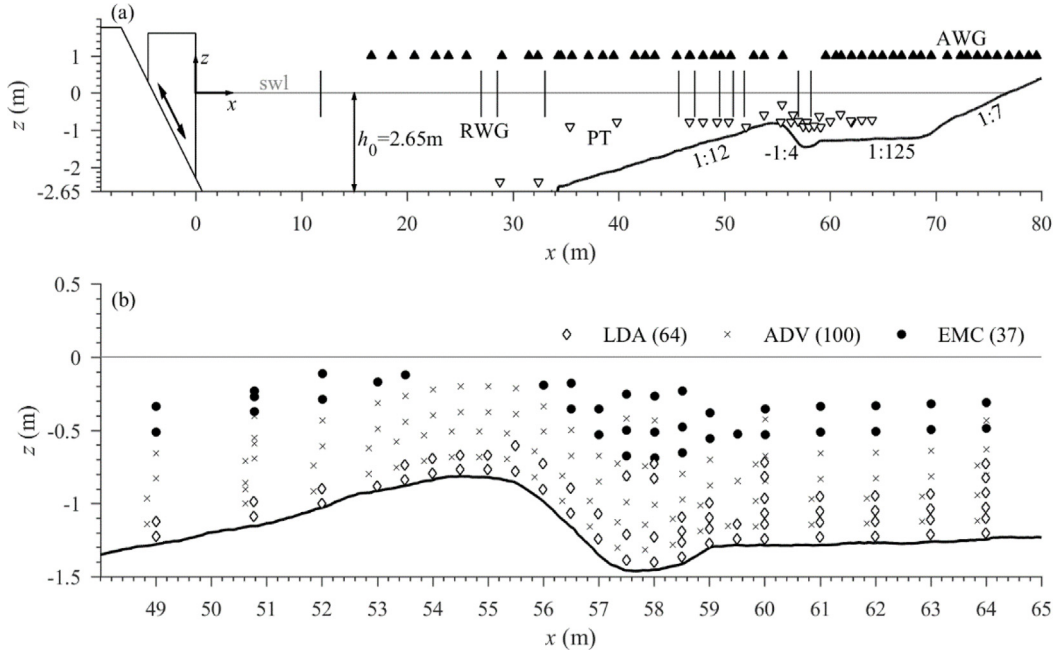 (a)
AWG
1
z
swl
0
x
z (m)
RWG
h0=2.65m
PT
-1
1:12
-1:4
1:125
1:7
-2
-2.65
0 10 20 30 40 50 60 70 80
x (m)
0.5
(b)
LDA (64) ADV (100) EMC (37)
0
z (m)
-0.5
-1
-1.5
49 50 51 52 53 54 55 56 57 58 59 60 61 62 63 64 65
x (m)